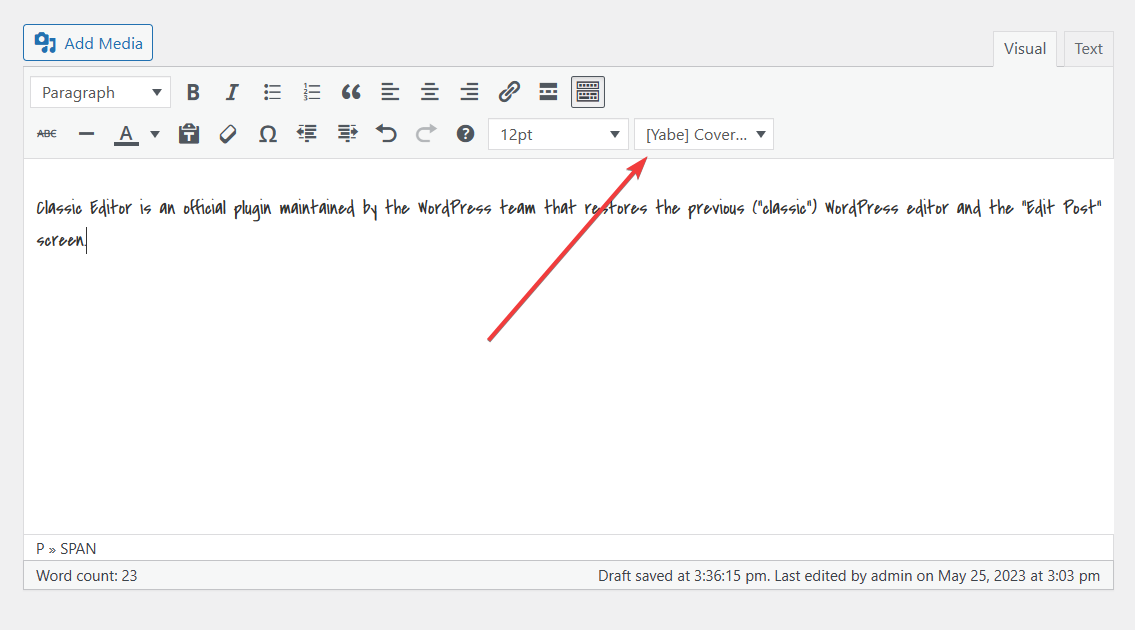 Add Media
Visual Text
Paragraph B I
ABC A Ω 12pt [Yabe] Cover...
Classic Editor is an official plugin maintained by the WordPress team that restores the previous ("classic") WordPress editor and the "Edit Post"
screen.
P » SPAN
Word count: 23 Draft saved at 3:36:15 pm. Last edited by admin on May 25, 2023 at 3:03 pm